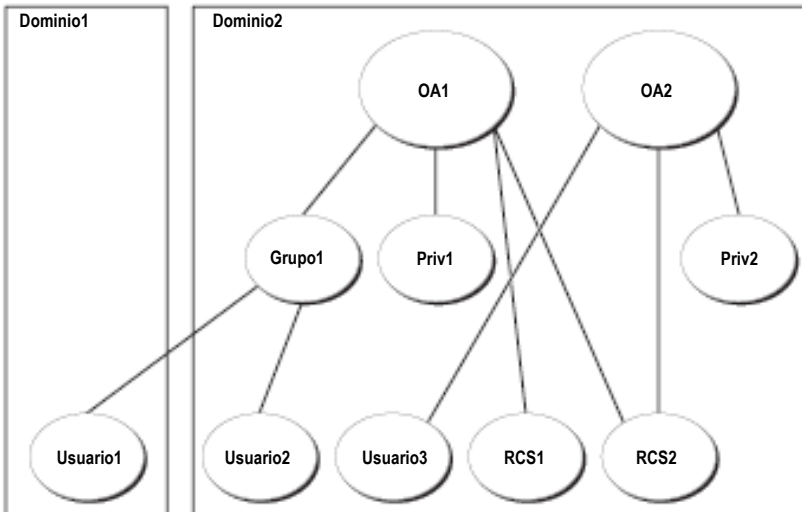 Dominio1
Dominio2
OA1
OA2
Grupo1
Priv1
Priv2
Usuario1
Usuario2
Usuario3
RCS1
RCS2